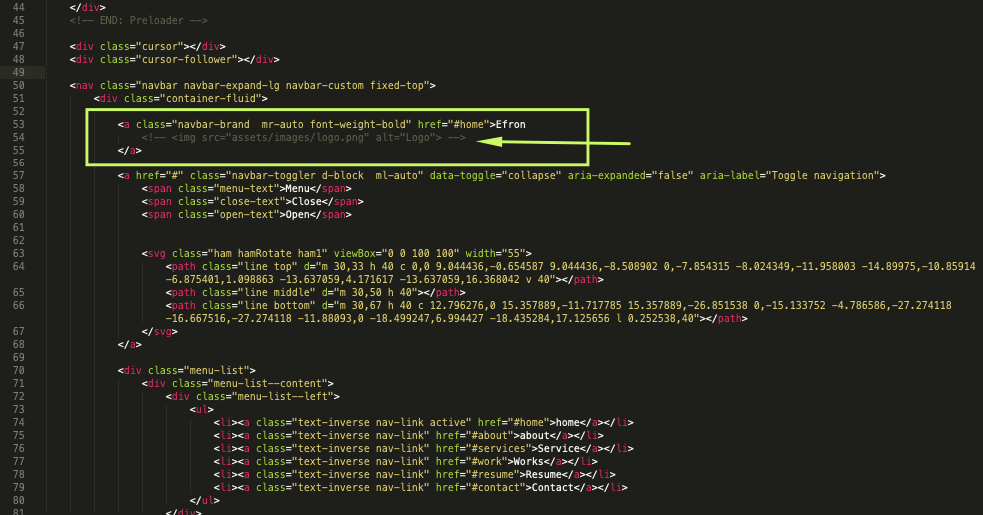 44 </div>
45 <!-- END: Preloader -->
46
47 <div class="cursor"></div>
48 <div class="cursor-follower"></div>
49
50 <nav class="navbar navbar-expand-lg navbar-custom fixed-top">
51 <div class="container-fluid">
52
53 <a class="navbar-brand  mr-auto font-weight-bold" href="#home">Efron
54 <!-- <img src="assets/images/logo.png" alt="Logo"> -->
55 </a>
56
57 <a href="#" class="navbar-toggler d-block  ml-auto" data-toggle="collapse" aria-expanded="false" aria-label="Toggle navigation">
58 <span class="menu-text">Menu</span>
59 <span class="close-text">Close</span>
60 <span class="open-text">Open</span>
61
62
63 <svg class="ham hamRotate ham1" viewBox="0 0 100 100" width="55">
64 <path class="line top" d="m 30,33 h 40 c 0,0 9.044436,-0.654587 9.044436,-8.508902 0,-7.854315 -8.024349,-11.958003 -14.89975,-10.85914
-6.875401,1.098863 -13.637059,4.171617 -13.637059,16.368042 v 40"></path>
65 <path class="line middle" d="m 30,50 h 40"></path>
66 <path class="line bottom" d="m 30,67 h 40 c 12.796276,0 15.357889,-11.717785 15.357889,-26.851538 0,-15.133752 -4.786586,-27.274118
-16.667516,-27.274118 -11.88093,0 -18.499247,6.994427 -18.435284,17.125656 l 0.252538,40"></path>
67 </svg>
68 </a>
69
70 <div class="menu-list">
71 <div class="menu-list--content">
72 <div class="menu-list--left">
73 <ul>
74 <li><a class="text-inverse nav-link active" href="#home">home</a></li>
75 <li><a class="text-inverse nav-link" href="#about">about</a></li>
76 <li><a class="text-inverse nav-link" href="#services">Service</a></li>
77 <li><a class="text-inverse nav-link" href="#work">Works</a></li>
78 <li><a class="text-inverse nav-link" href="#resume">Resume</a></li>
79 <li><a class="text-inverse nav-link" href="#contact">Contact</a></li>
80 </ul>
81 </div>